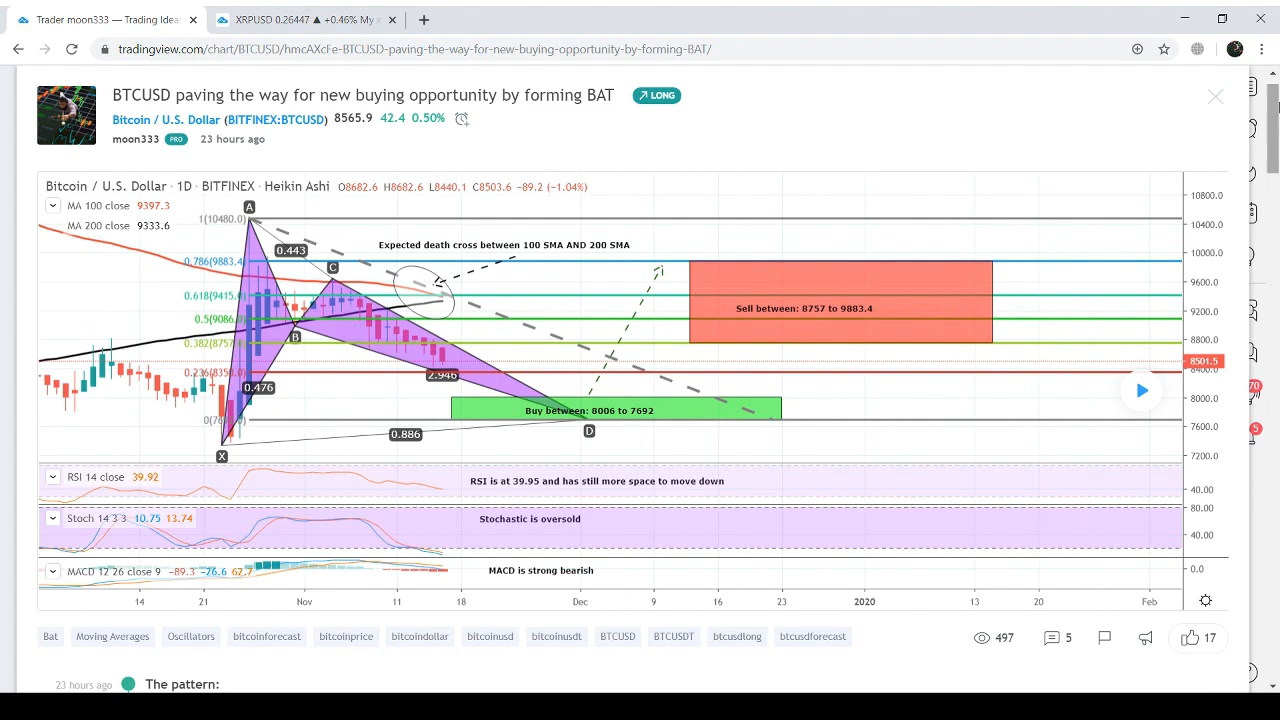 Trader moon333 — Trading Idea
XRPUSD 0.26447 ▲ +0.46% My x
tradingview.com/chart/BTCUSD/hmcAXcFe-BTCUSD-paving-the-way-for-new-buying-opportunity-by-forming-BAT/
BTCUSD paving the way for new buying opportunity by forming BAT
LONG
Bitcoin / U.S. Dollar (BITFINEX:BTCUSD) 8565.9 42.4 0.50%
moon333 PRO 23 hours ago
Bitcoin / U.S. Dollar · 1D · BITFINEX · Heikin Ashi O8682.6 H8682.6 L8440.1 C8503.6 −89.2 (−1.04%)
MA 100 close 9397.3
MA 200 close 9333.6
A
1(10480.0)
10800.0
10400.0
Expected death cross between 100 SMA AND 200 SMA
0.443
10000.0
0.786(9883.4)
C
9600.0
0.618(9415.0)
Sell between: 8757 to 9883.4
9200.0
0.5(9086.
B
8800.0
0.382(8757
8501.5
8400.0
0.236(8350.
2.946
0.476
8000.0
Buy between: 8006 to 7692
D
0.886
7600.0
X
7200.0
RSI 14 close 39.92
RSI is at 39.95 and has still more space to move down
40.00
80.00
Stoch 14 3 3 10.75 13.74
Stochastic is oversold
40.00
MACD 12 26 close 9 −89.3 −26.6 62.7
MACD is strong bearish
0.0
14 21 Nov 11 18 Dec 9 16 23 2020 13 20 Feb
70
5
Bat Moving Averages Oscillators bitcoinforecast bitcoinprice bitcoindollar bitcoinusd bitcoinusdt BTCUSD BTCUSDT btcusdlong btcusdforecast
497 5 17
23 hours ago The pattern: